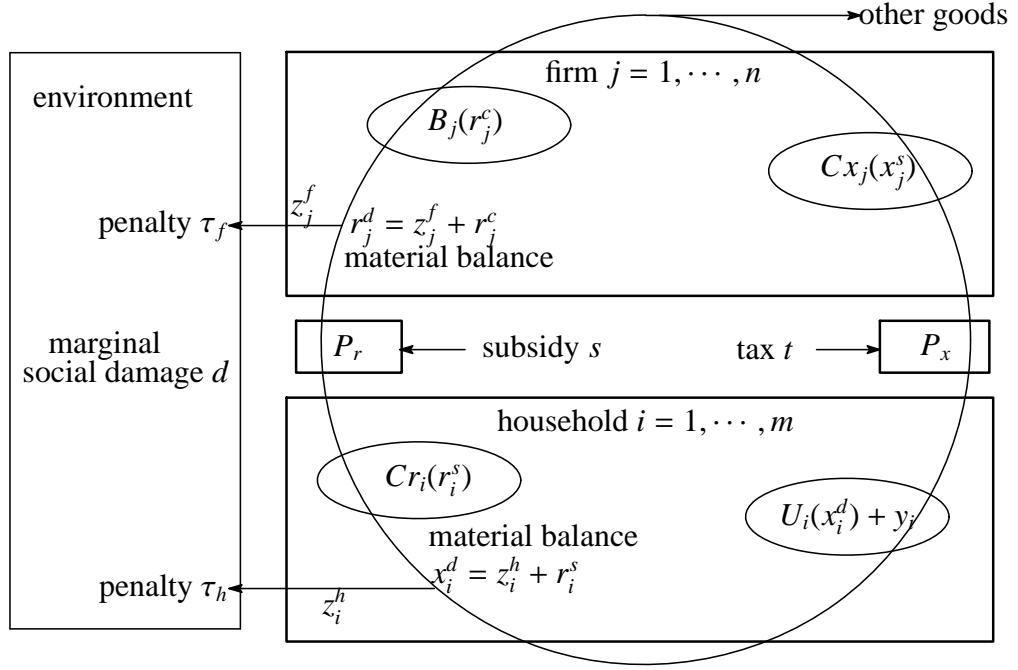 other goods
firm j = 1, ⋯ , n
environment
B_j(r_j^c)
Cx_j(x_j^s)
z_j^f
penalty τ_f
r_j^d = z_j^f + r_j^c
material balance
marginal
social damage d
P_r
subsidy s
tax t
P_x
household i = 1, ⋯ , m
Cr_i(r_i^s)
U_i(x_i^d) + y_i
material balance
x_i^d = z_i^h + r_i^s
penalty τ_h
z_i^h